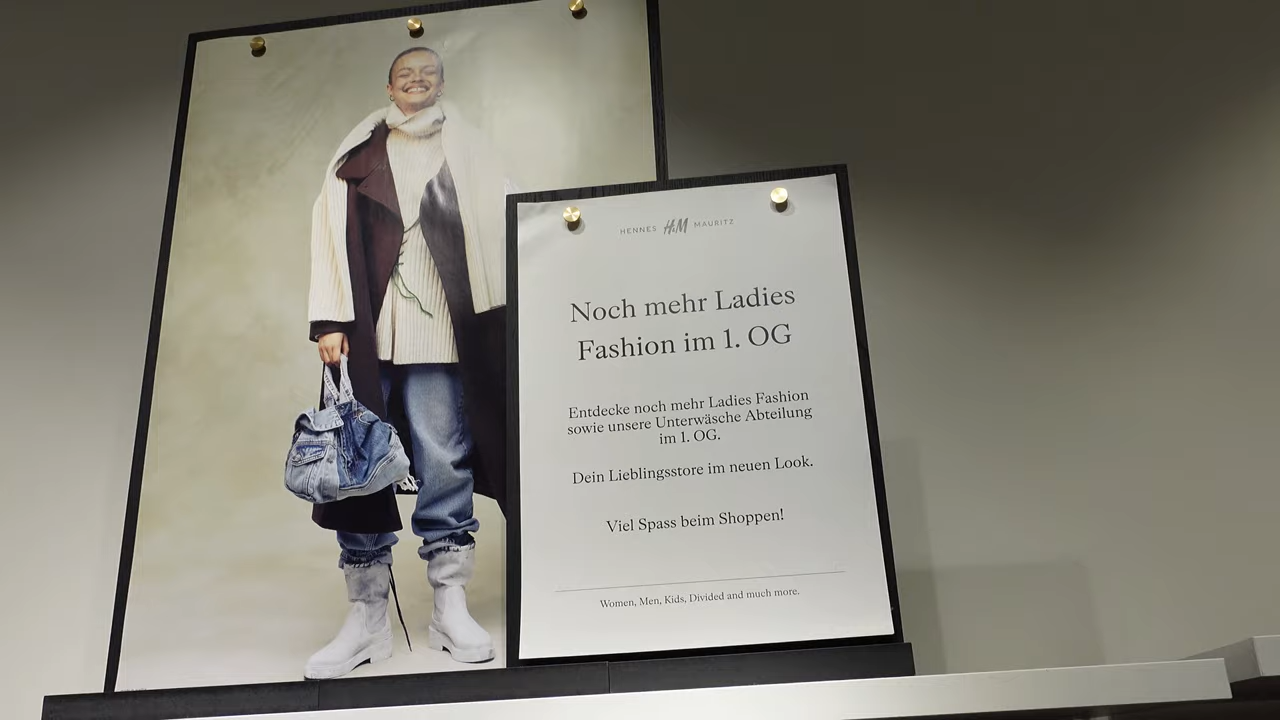 HENNES H&M MAURITZ
Noch mehr Ladies
Fashion im 1. OG
Entdecke noch mehr Ladies Fashion
sowie unsere Unterwäsche Abteilung
im 1. OG.
Dein Lieblingsstore im neuen Look.
Viel Spass beim Shoppen!
Women, Men, Kids, Divided and much more.